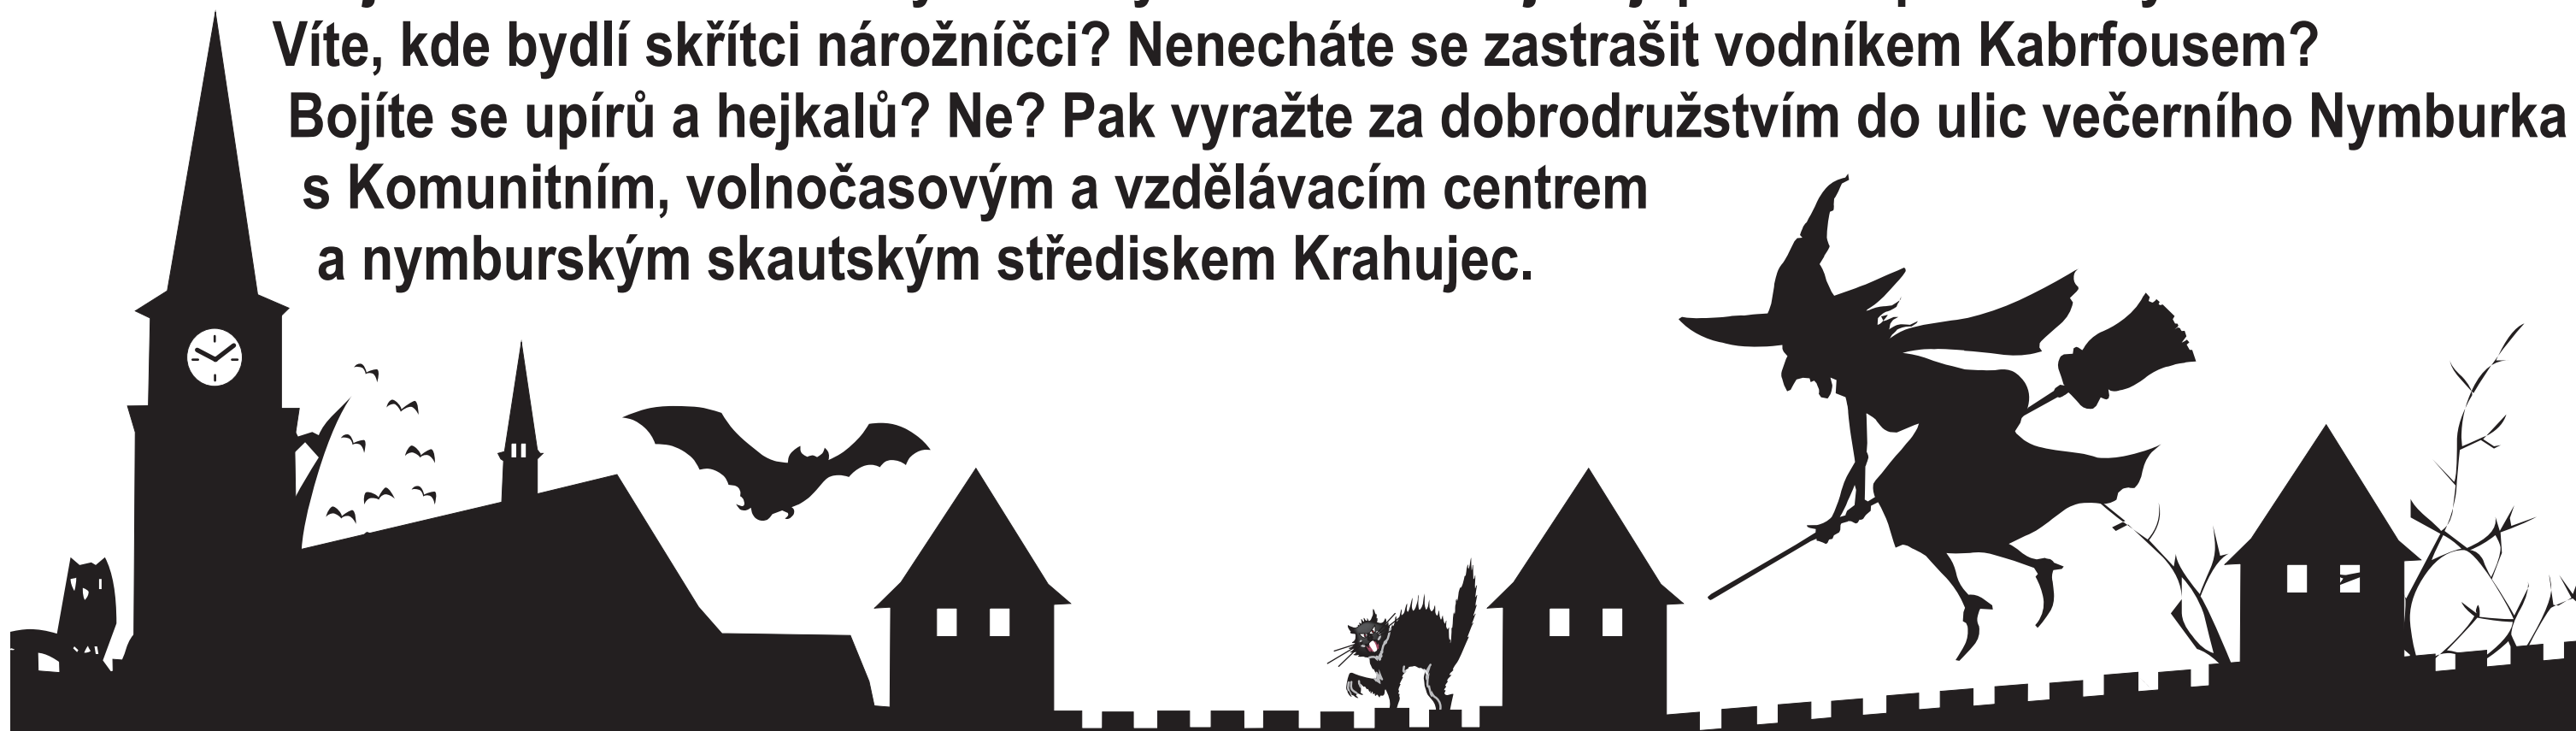 Víte, kde bydlí skřítci nárožníčci? Nenecháte se zastrašit vodníkem Kabrfousem?
Bojíte se upírů a hejkalů? Ne? Pak vyražte za dobrodružstvím do ulic večerního Nymburka
s Komunitním, volnočasovým a vzdělávacím centrem
a nymburským skautským střediskem Krahujec.